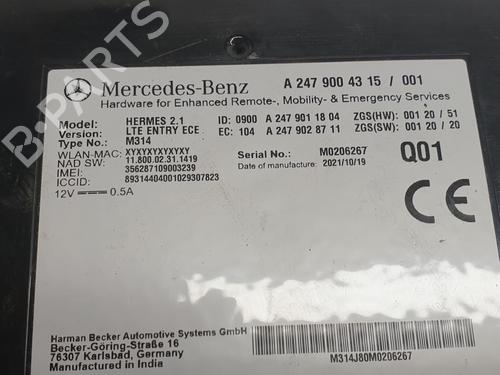 B-PARTS
Mercedes-Benz A 247 900 43 15 / 001
Hardware for Enhanced Remote-, Mobility- & Emergency Services
Model: HERMES 2.1 ID: 0900 A 247 901 18 04 ZGS(HW): 001 20 / 51
Version: LTE ENTRY ECE EC: 104 A 247 902 87 11 ZGS(SW): 001 20 / 20
Type No.: M314
WLAN-MAC: XYXYXYXYXYXY Serial No.: M0206267 Q01
NAD SW: 11.800.02.31.1419 Date of manufacture: 2021/10/19
IMEI: 356287109003239
ICCID: 89314404001029307823
12V 0.5A CE
Harman Becker Automotive Systems GmbH
Becker-Göring-Straße 16
76307 Karlsbad, Germany
Manufactured in India
M314J80M0206267